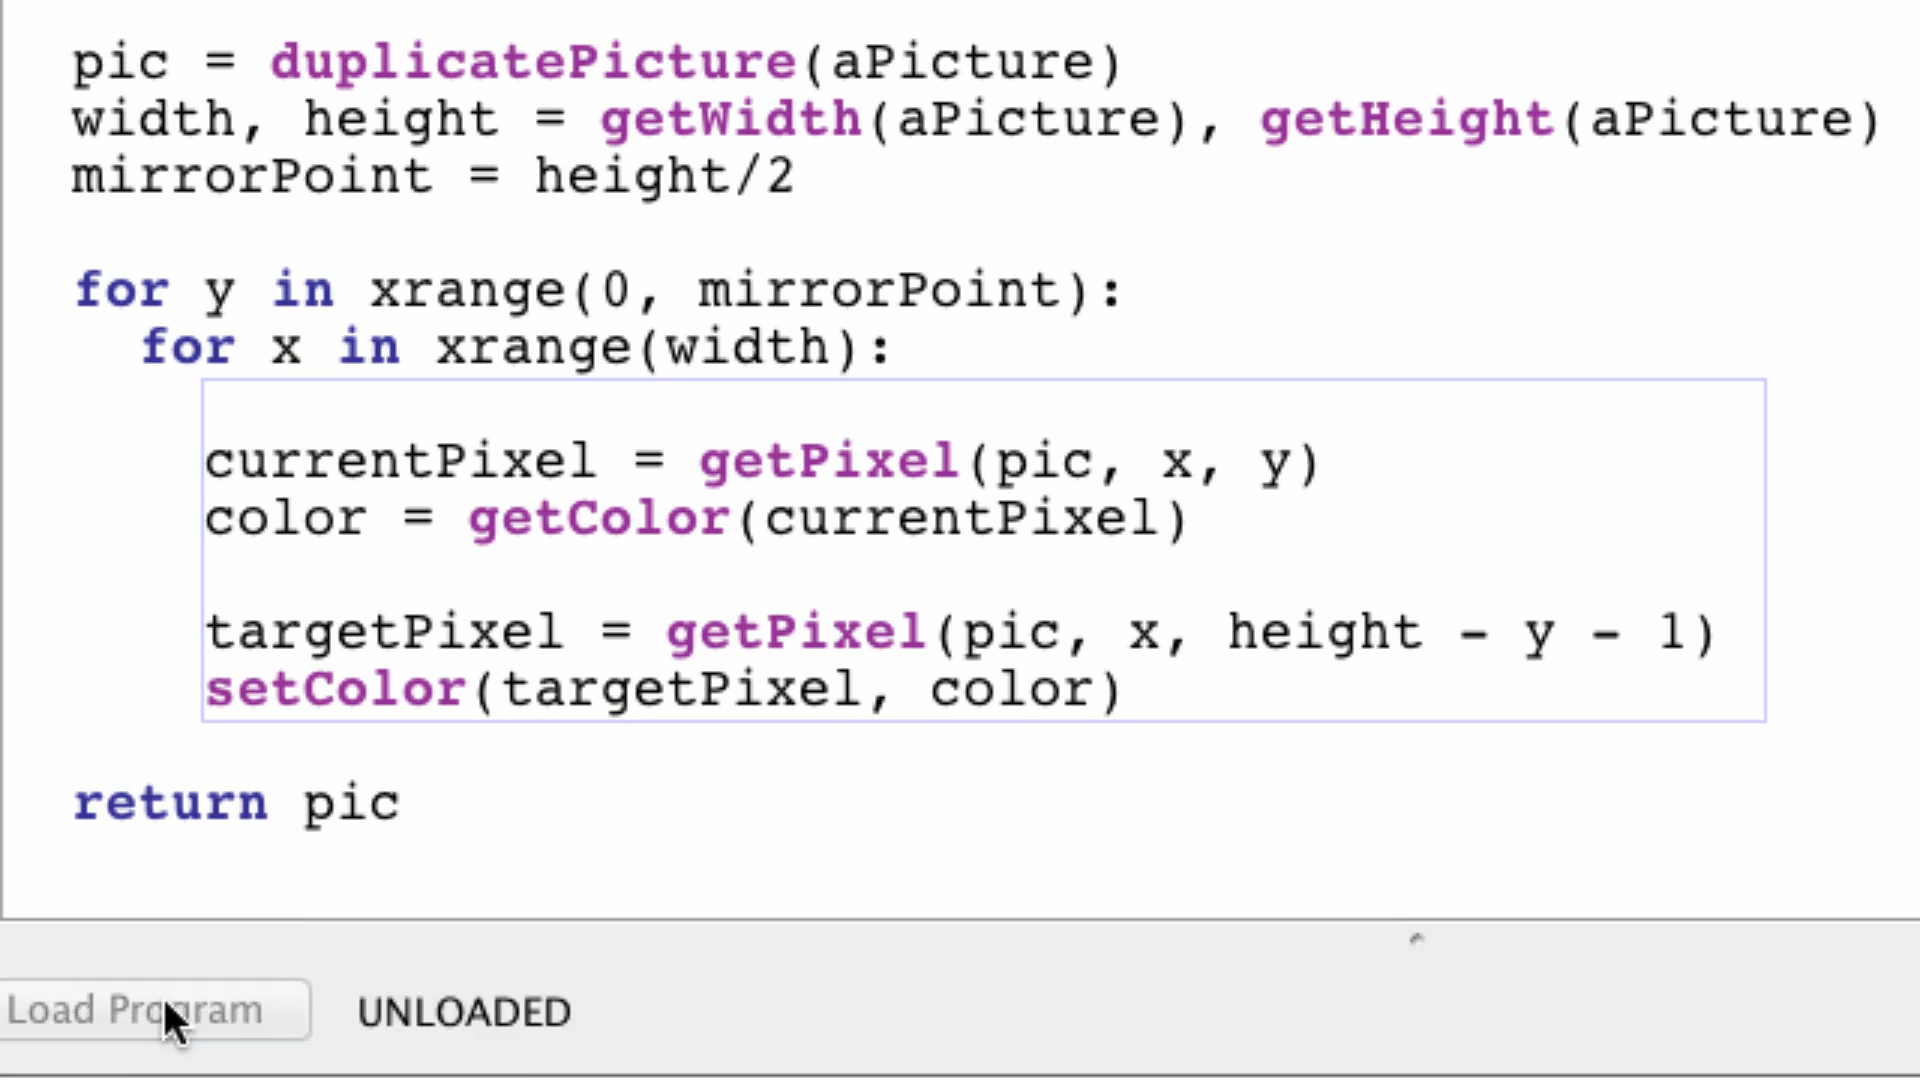 pic = duplicatePicture(aPicture)
width, height = getWidth(aPicture), getHeight(aPicture)
mirrorPoint = height/2
for y in xrange(0, mirrorPoint):
for x in xrange(width):
currentPixel = getPixel(pic, x, y)
color = getColor(currentPixel)
targetPixel = getPixel(pic, x, height - y - 1)
setColor(targetPixel, color)
return pic
Load Program UNLOADED